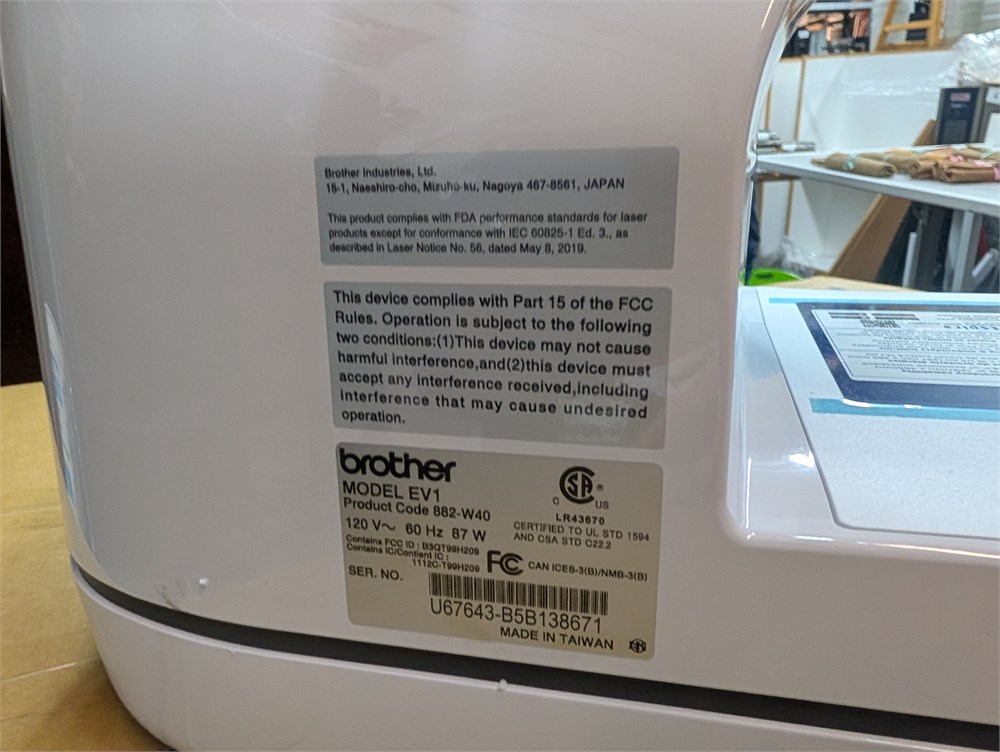 Brother Industries, Ltd.
15-1, Naeshiro-cho, Mizuho-ku, Nagoya 467-8561, JAPAN
This product complies with FDA performance standards for laser
products except for conformance with IEC 60825-1 Ed. 3., as
described in Laser Notice No. 56, dated May 8, 2019.
This device complies with Part 15 of the FCC
Rules. Operation is subject to the following
two conditions:(1)This device may not cause
harmful interference,and(2)this device must
accept any interference received,including
interference that may cause undesired
operation.
brother
MODEL EV1
Product Code 882-W40
120 V~ 60 Hz 87 W
Contains FCC ID : B3QT99H209
Contains IC/Contient IC :
1112C-T99H209
C SA ® US
LR43670
CERTIFIED TO UL STD 1594
AND CSA STD C22.2
FC CAN ICES-3(B)/NMB-3(B)
SER. NO.
U67643-B5B138671
MADE IN TAIWAN